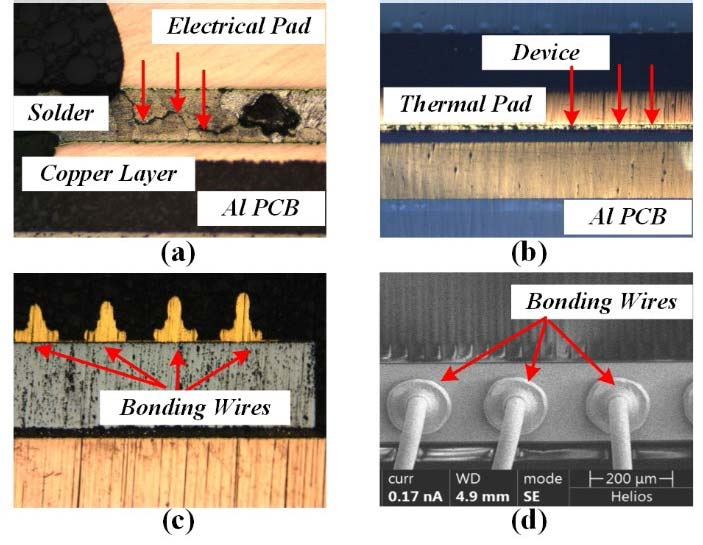 Electrical Pad
Solder
Copper Layer
Al PCB
(a)
Device
Thermal Pad
Al PCB
(b)
Bonding Wires
(c)
Bonding Wires
curr WD mode 200 μm
0.17 nA 4.9 mm SE Helios
(d)